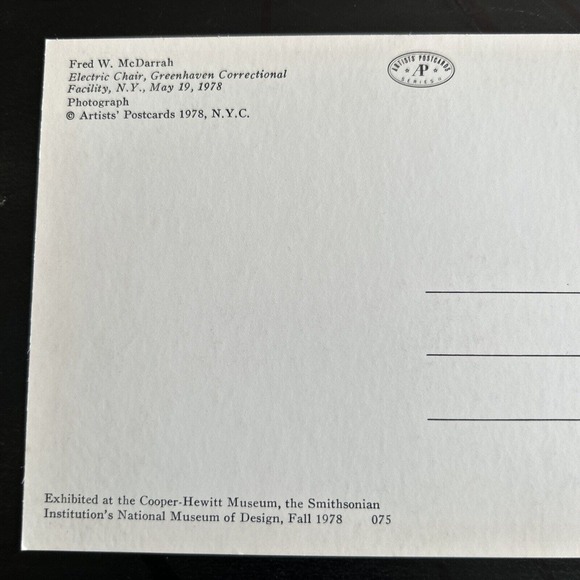 Fred W. McDarrah
Electric Chair, Greenhaven Correctional
Facility, N.Y., May 19, 1978
Photograph
© Artists' Postcards 1978, N.Y.C.
ARTISTS POSTCARDS
AP
SERIES II
Exhibited at the Cooper-Hewitt Museum, the Smithsonian
Institution's National Museum of Design, Fall 1978 075